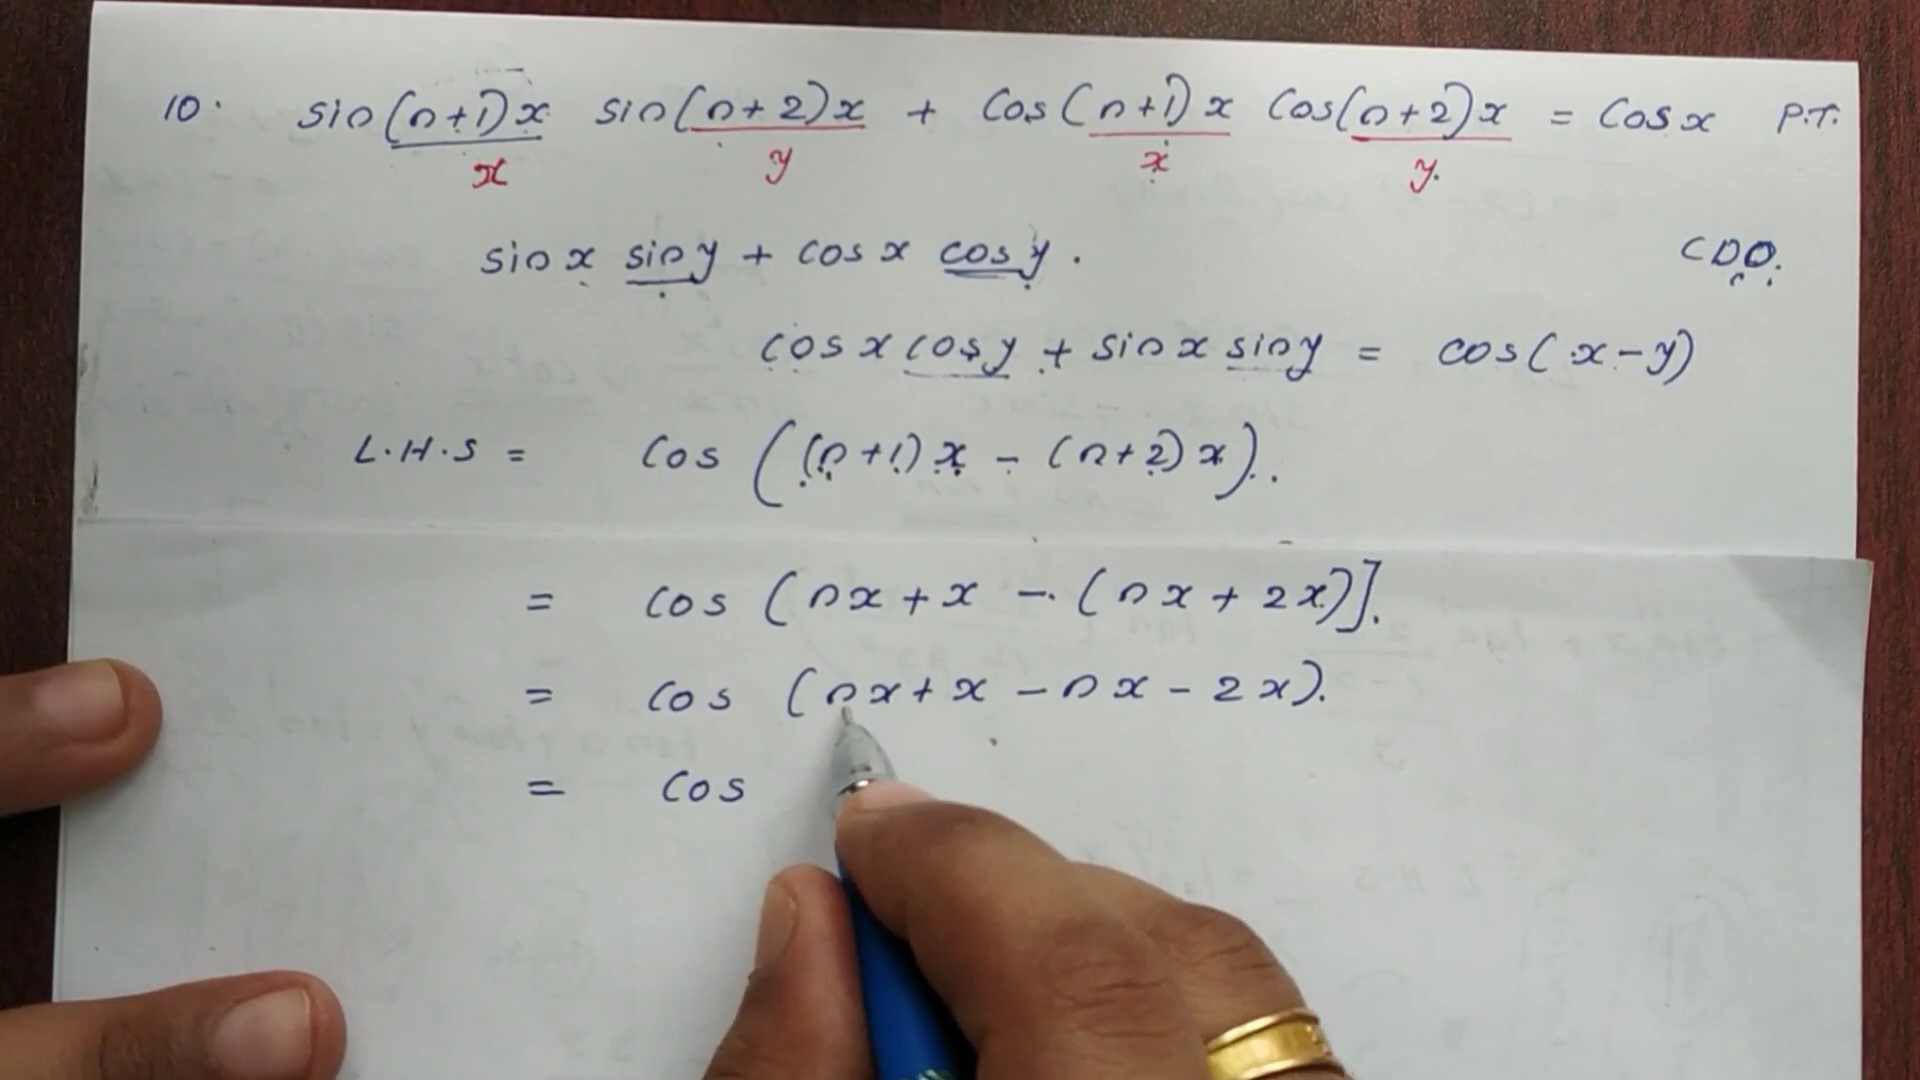 10. sin(n+1)x sin(n+2)x + cos(n+1)x cos(n+2)x = cos x P.T.
x y x y.
sin x sin y + cos x cos y. CDO.
cos x cos y + sin x sin y = cos(x-y)
L.H.S = cos ((n+1)x - (n+2)x).
= cos (nx+x - (nx+2x)].
= cos (nx+x-nx-2x).
= cos